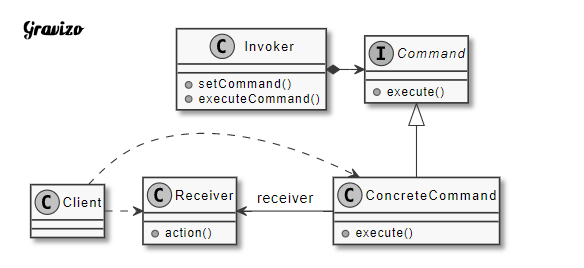 Gravizo
C Invoker
setCommand()
executeCommand()
I Command
execute()
C Client
C Receiver
action()
receiver
C ConcreteCommand
execute()